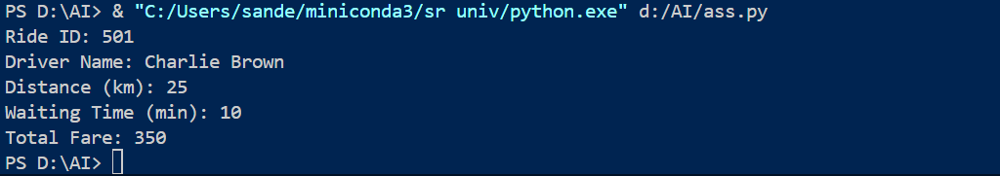 PS D:\AI> & "C:/Users/sande/miniconda3/sr univ/python.exe" d:/AI/ass.py
Ride ID: 501
Driver Name: Charlie Brown
Distance (km): 25
Waiting Time (min): 10
Total Fare: 350
PS D:\AI>